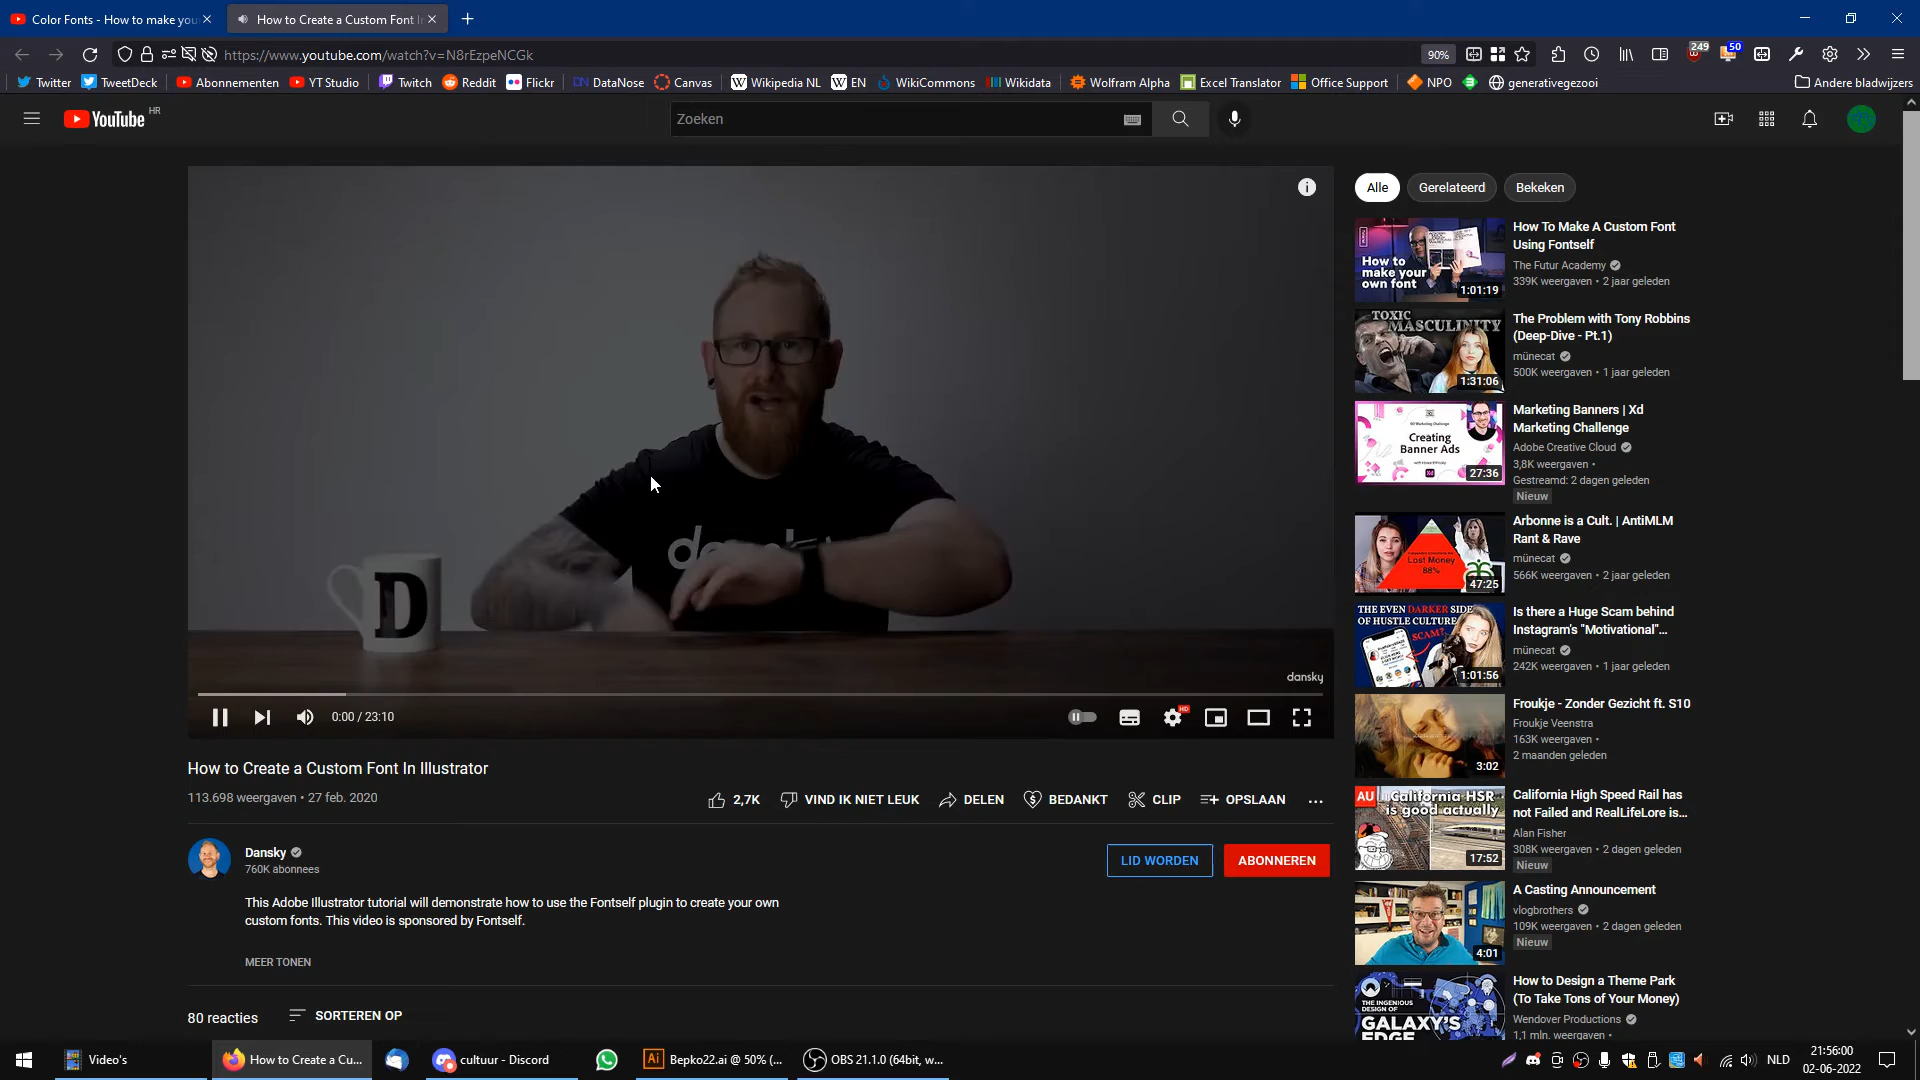 Color Fonts - How to make you
How to Create a Custom Font I
https://www.youtube.com/watch?v=N8rEzpeNCGk
90%
249
50
Twitter
TweetDeck
Abonnementen
YT Studio
Twitch
Reddit
Flickr
DN DataNose
Canvas
Wikipedia NL
EN
WikiCommons
Wikidata
Wolfram Alpha
Excel Translator
Office Support
NPO
generativegezooi
Andere bladwijzers
YouTube HR
Zoeken
Alle
Gerelateerd
Bekeken
D
dansky
0:00 / 23:10
HD
How to Create a Custom Font In Illustrator
113.698 weergaven • 27 feb. 2020
2,7K
VIND IK NIET LEUK
DELEN
BEDANKT
CLIP
OPSLAAN
Dansky
760K abonnees
LID WORDEN
ABONNEREN
This Adobe Illustrator tutorial will demonstrate how to use the Fontself plugin to create your own
custom fonts. This video is sponsored by Fontself.
MEER TONEN
80 reacties
SORTEREN OP
How to
make your
own font
1:01:19
How To Make A Custom Font
Using Fontself
The Futur Academy
339K weergaven • 2 jaar geleden
TOXIC
MASCULINITY
1:31:06
The Problem with Tony Robbins
(Deep-Dive - Pt.1)
münecat
500K weergaven • 1 jaar geleden
Creating
Banner Ads
27:36
Marketing Banners | Xd
Marketing Challenge
Adobe Creative Cloud
3,8K weergaven •
Gestreamd: 2 dagen geleden
Nieuw
Lost Money
88%
47:25
Arbonne is a Cult. | AntiMLM
Rant & Rave
münecat
566K weergaven • 2 jaar geleden
THE EVEN DARKER SIDE
OF HUSTLE CULTURE
SCAM?
1:01:56
Is there a Huge Scam behind
Instagram's "Motivational"...
münecat
242K weergaven • 1 jaar geleden
3:02
Froukje - Zonder Gezicht ft. S10
Froukje Veenstra
163K weergaven •
2 maanden geleden
AU
California HSR
is good actually
17:52
California High Speed Rail has
not Failed and RealLifeLore is...
Alan Fisher
308K weergaven • 2 dagen geleden
Nieuw
4:01
A Casting Announcement
vlogbrothers
109K weergaven • 2 dagen geleden
Nieuw
THE INGENIOUS
DESIGN OF
GALAXY'S
EDGE
How to Design a Theme Park
(To Take Tons of Your Money)
Wendover Productions
1,1 mln. weergaven •
Video's
How to Create a Cu...
cultuur - Discord
Ai
Bepko22.ai @ 50% (...
OBS 21.1.0 (64bit, w...
NLD
21:56:00
02-06-2022